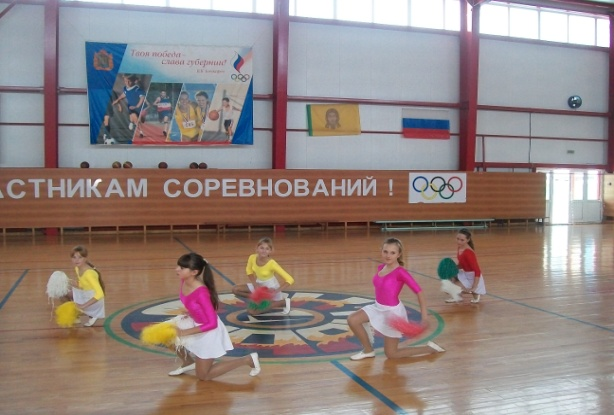 Твоя победа -
слава губернии!
АСТНИКАМ СОРЕВНОВАНИЙ !